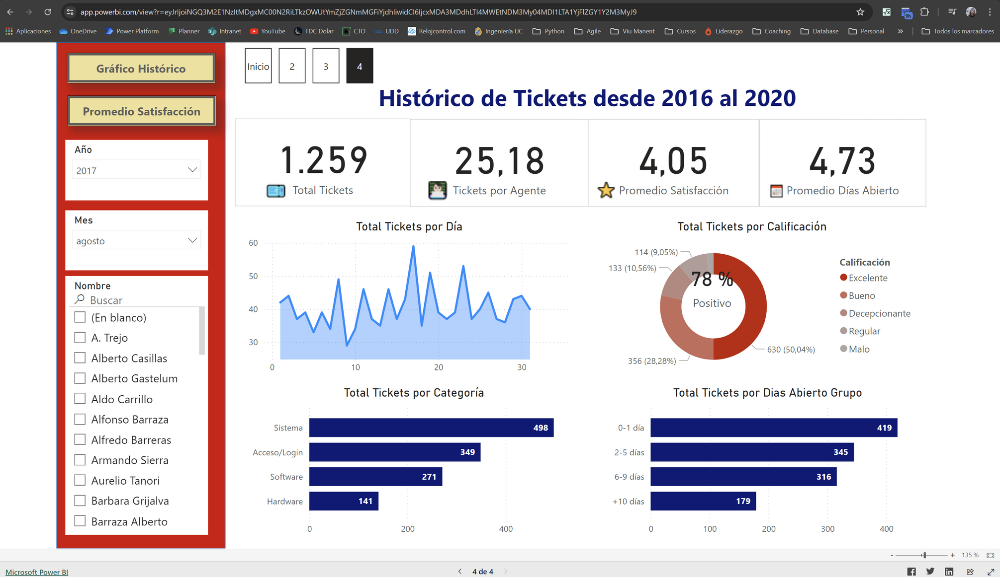 app.powerbi.com/view?r=eyJrIjoiNGQ3M2E1NzItMDgxMC00N2RiLTkzOWUtYmZjZGNmMGFiYjdhIiwidCI6IjcxMDA3MDdhLTI4MWEtNDM3My04MDI1LTA1YjFlZGY1Y2M3MyJ9
9h
Aplicaciones OneDrive Power Platform Planner Intranet YouTube TDC Dolar CTO UDD Relojcontrol.com Ingeniería UC Python Agile Viu Manent Cursos Liderazgo Coaching Database Personal » Todos los marcadores
Gráfico Histórico
Promedio Satisfacción
Año
2017
Mes
agosto
Nombre
Buscar
(En blanco)
A. Trejo
Alberto Casillas
Alberto Gastelum
Aldo Carrillo
Alfonso Barraza
Alfredo Barreras
Armando Sierra
Aurelio Tanori
Barbara Grijalva
Barraza Alberto
Inicio 2 3 4
Histórico de Tickets desde 2016 al 2020
1.259
Total Tickets
25,18
Tickets por Agente
4,05
Promedio Satisfacción
4,73
Promedio Días Abierto
Total Tickets por Día
60
50
40
30
0 10 20 30
Total Tickets por Calificación
114 (9,05%)
133 (10,56%)
78 %
Positivo
630 (50,04%)
356 (28,28%)
Calificación
Excelente
Bueno
Decepcionante
Regular
Malo
Total Tickets por Categoría
Sistema 498
Acceso/Login 349
Software 271
Hardware 141
0 200 400
Total Tickets por Dias Abierto Grupo
0-1 día 419
2-5 días 345
6-9 días 316
+10 días 179
0 100 200 300 400
- + 135 %
Microsoft Power BI
4 de 4